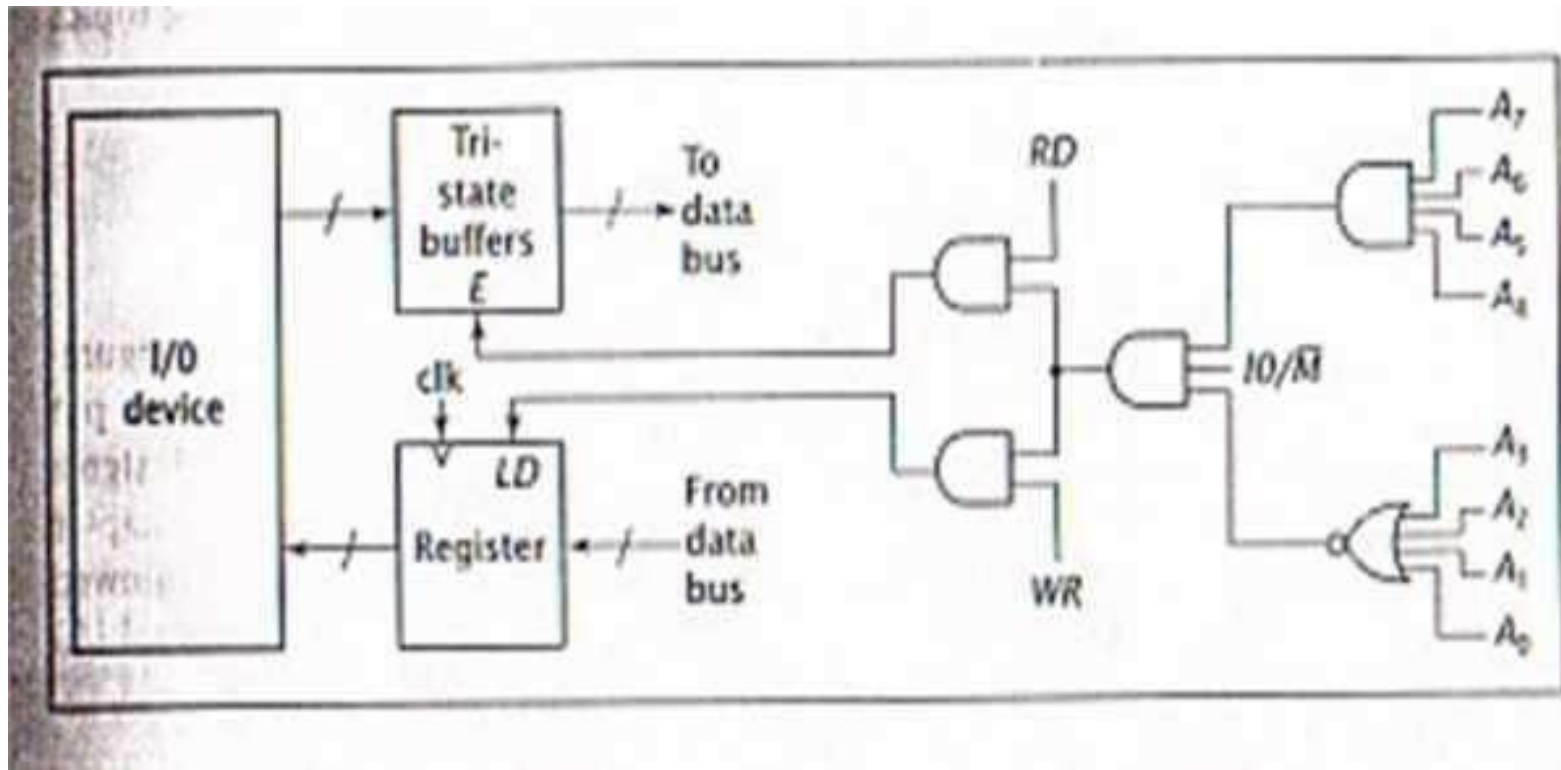 I/0
device
Tri-
state
buffers
E
To
data
bus
clk
LD
Register
From
data
bus
RD
WR
IO/M̅
A₇
A₆
A₅
A₄
A₃
A₂
A₁
A₀